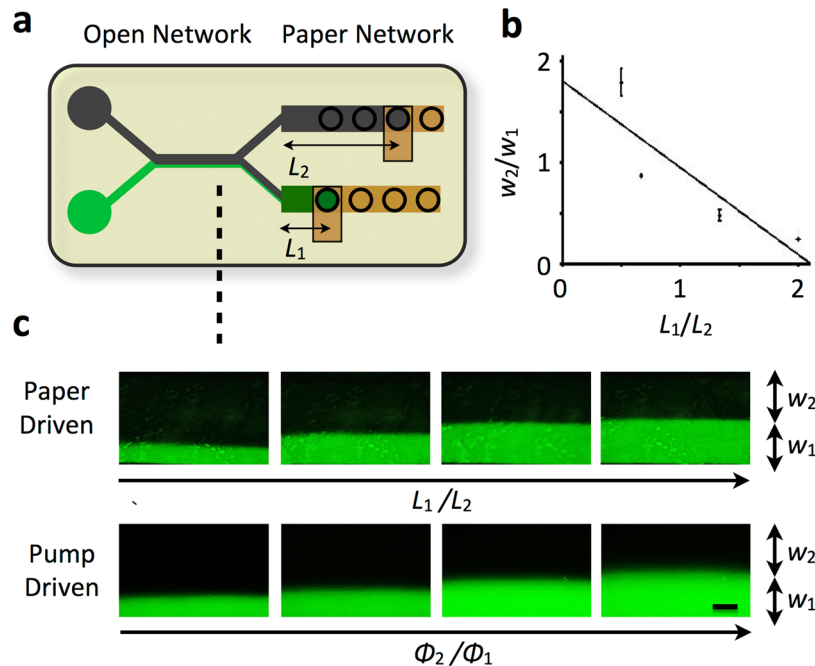 a
Open Network Paper Network
L2
L1
b
w2/w1
2
1
0
0 1 2
L1/L2
c
Paper
Driven
w2
w1
L1/L2
Pump
Driven
w2
w1
Φ2/Φ1